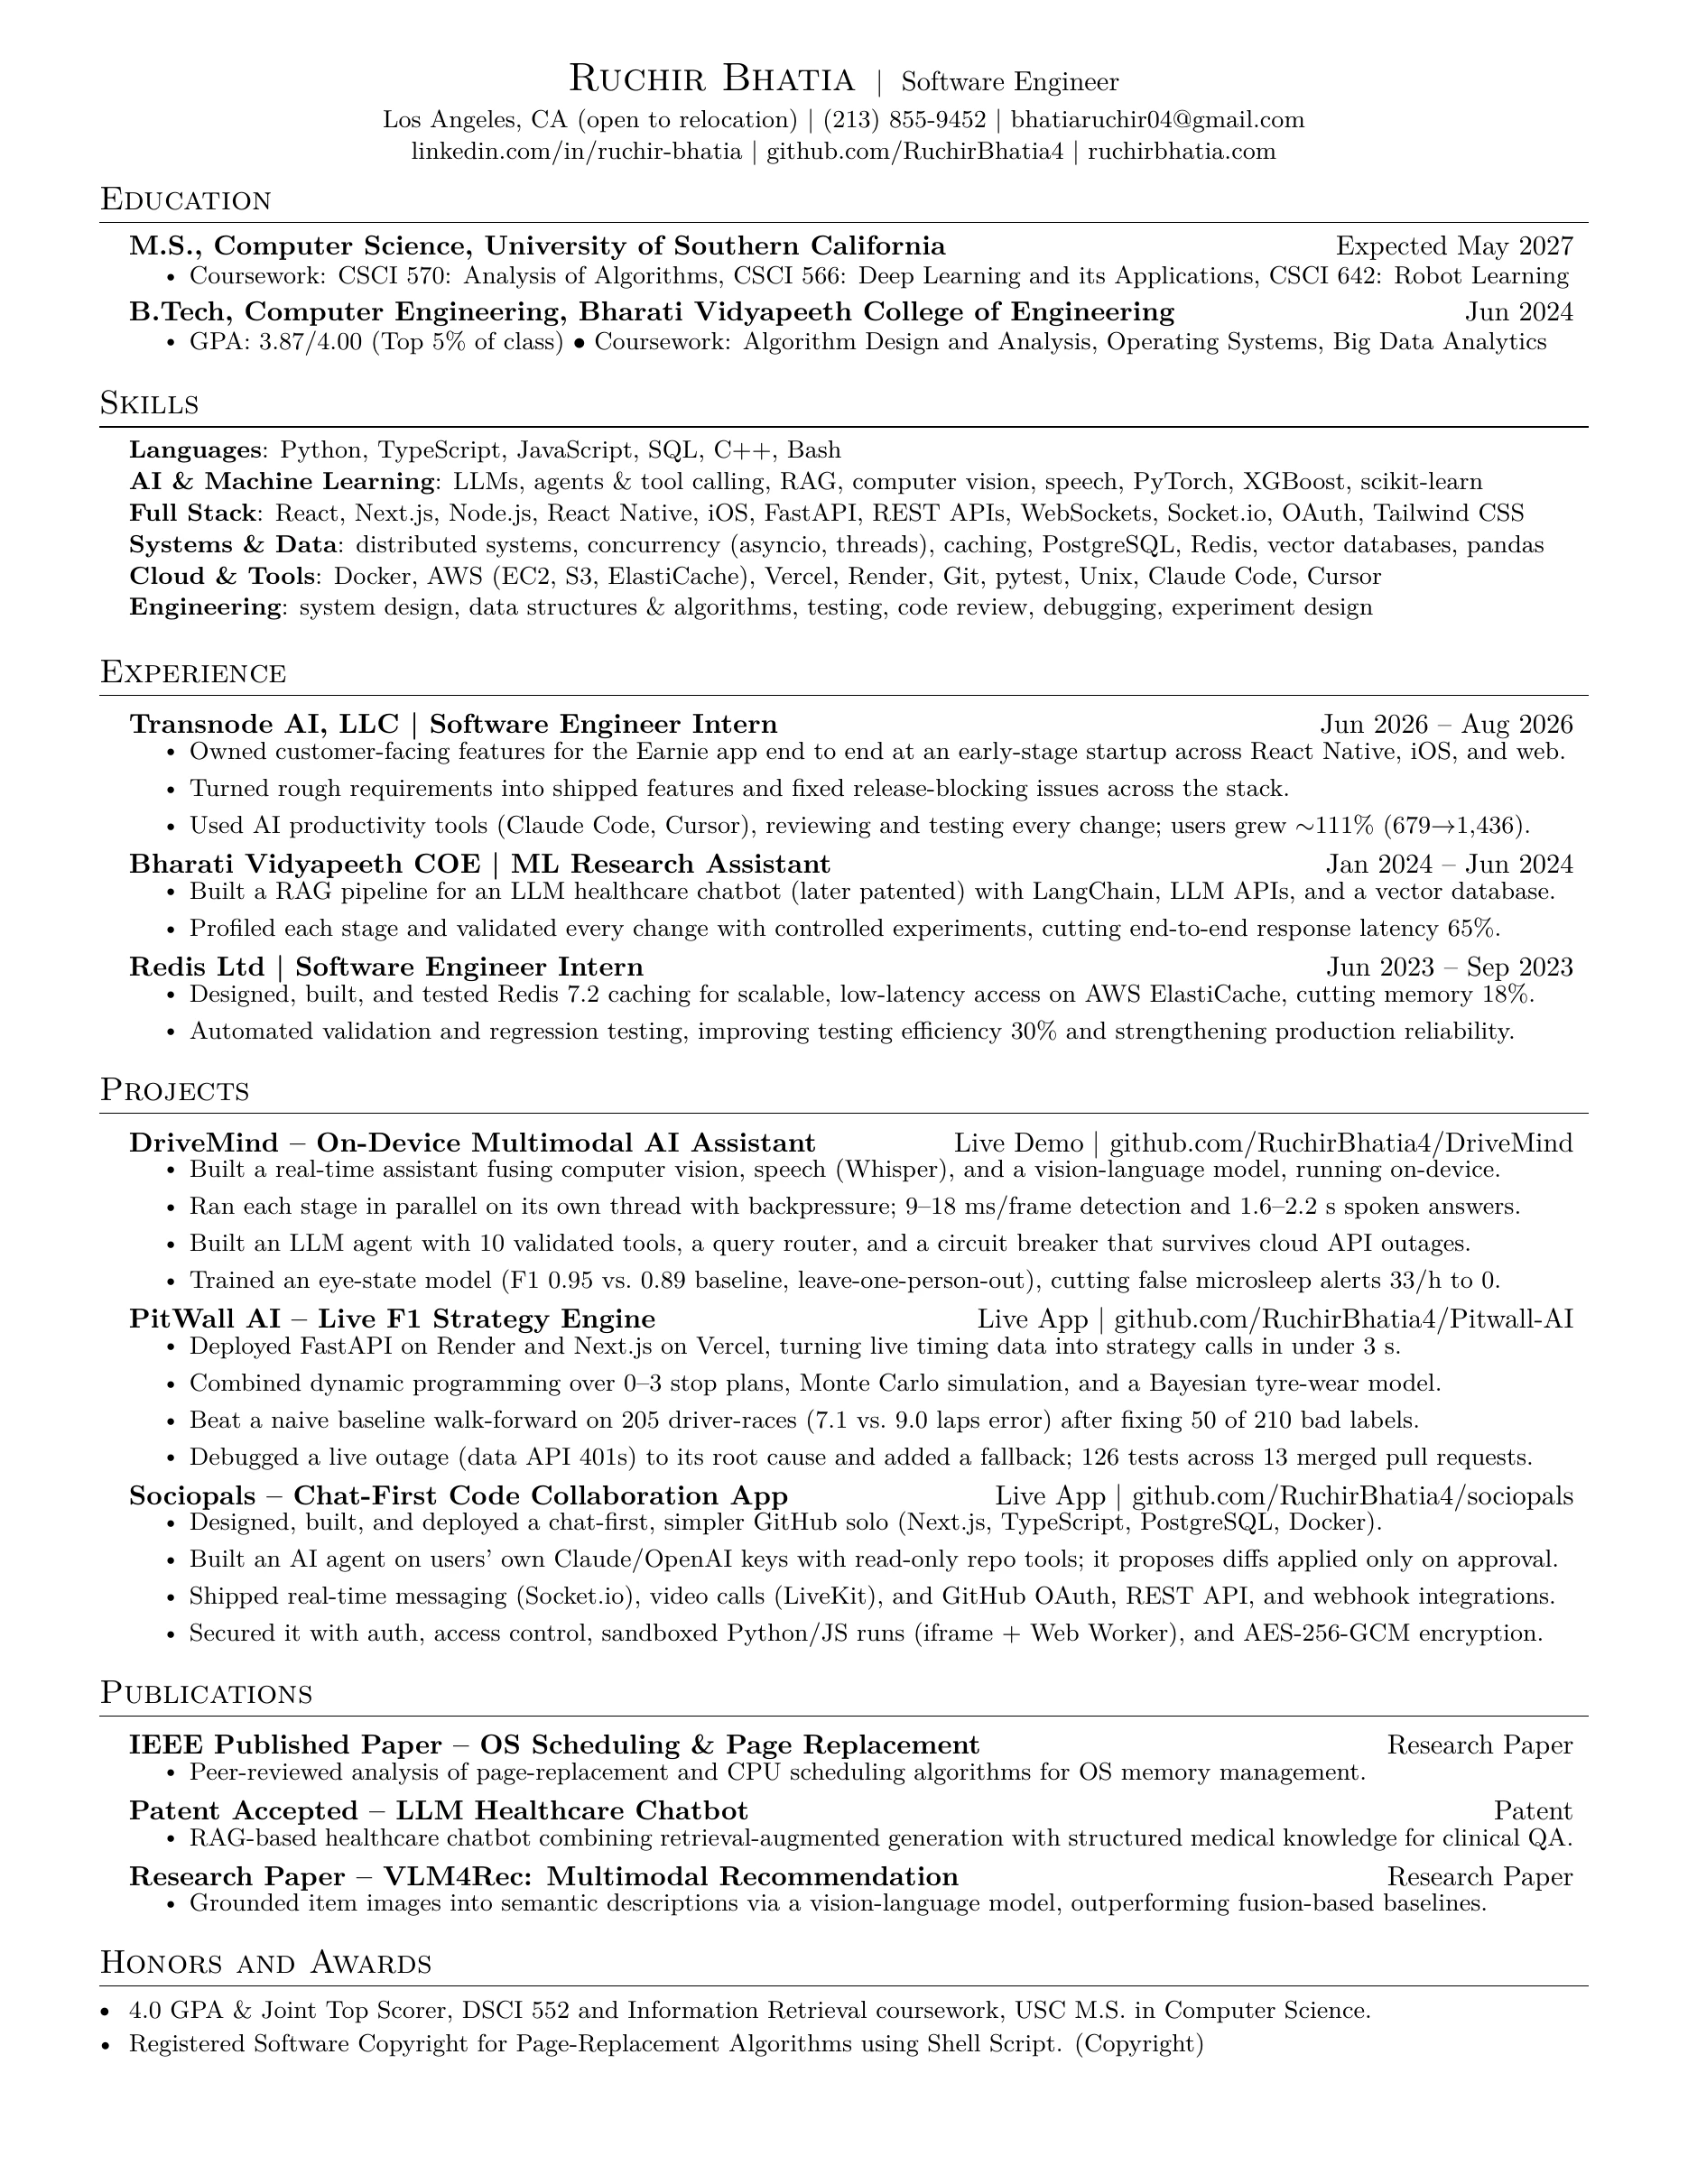 Ruchir Bhatia | Software Engineer
Los Angeles, CA (open to relocation) | (213) 855-9452 | bhatiaruchir04@gmail.com
linkedin.com/in/ruchir-bhatia | github.com/RuchirBhatia4 | ruchirbhatia.com
Education
M.S., Computer Science, University of Southern California Expected May 2027
• Coursework: CSCI 570: Analysis of Algorithms, CSCI 566: Deep Learning and its Applications, CSCI 642: Robot Learning
B.Tech, Computer Engineering, Bharati Vidyapeeth College of Engineering Jun 2024
• GPA: 3.87/4.00 (Top 5% of class) • Coursework: Algorithm Design and Analysis, Operating Systems, Big Data Analytics
Skills
Languages: Python, TypeScript, JavaScript, SQL, C++, Bash
AI & Machine Learning: LLMs, agents & tool calling, RAG, computer vision, speech, PyTorch, XGBoost, scikit-learn
Full Stack: React, Next.js, Node.js, React Native, iOS, FastAPI, REST APIs, WebSockets, Socket.io, OAuth, Tailwind CSS
Systems & Data: distributed systems, concurrency (asyncio, threads), caching, PostgreSQL, Redis, vector databases, pandas
Cloud & Tools: Docker, AWS (EC2, S3, ElastiCache), Vercel, Render, Git, pytest, Unix, Claude Code, Cursor
Engineering: system design, data structures & algorithms, testing, code review, debugging, experiment design
Experience
Transnode AI, LLC | Software Engineer Intern Jun 2026 – Aug 2026
• Owned customer-facing features for the Earnie app end to end at an early-stage startup across React Native, iOS, and web.
• Turned rough requirements into shipped features and fixed release-blocking issues across the stack.
• Used AI productivity tools (Claude Code, Cursor), reviewing and testing every change; users grew ~111% (679→1,436).
Bharati Vidyapeeth COE | ML Research Assistant Jan 2024 – Jun 2024
• Built a RAG pipeline for an LLM healthcare chatbot (later patented) with LangChain, LLM APIs, and a vector database.
• Profiled each stage and validated every change with controlled experiments, cutting end-to-end response latency 65%.
Redis Ltd | Software Engineer Intern Jun 2023 – Sep 2023
• Designed, built, and tested Redis 7.2 caching for scalable, low-latency access on AWS ElastiCache, cutting memory 18%.
• Automated validation and regression testing, improving testing efficiency 30% and strengthening production reliability.
Projects
DriveMind – On-Device Multimodal AI Assistant Live Demo | github.com/RuchirBhatia4/DriveMind
• Built a real-time assistant fusing computer vision, speech (Whisper), and a vision-language model, running on-device.
• Ran each stage in parallel on its own thread with backpressure; 9–18 ms/frame detection and 1.6–2.2 s spoken answers.
• Built an LLM agent with 10 validated tools, a query router, and a circuit breaker that survives cloud API outages.
• Trained an eye-state model (F1 0.95 vs. 0.89 baseline, leave-one-person-out), cutting false microsleep alerts 33/h to 0.
PitWall AI – Live F1 Strategy Engine Live App | github.com/RuchirBhatia4/Pitwall-AI
• Deployed FastAPI on Render and Next.js on Vercel, turning live timing data into strategy calls in under 3 s.
• Combined dynamic programming over 0–3 stop plans, Monte Carlo simulation, and a Bayesian tyre-wear model.
• Beat a naive baseline walk-forward on 205 driver-races (7.1 vs. 9.0 laps error) after fixing 50 of 210 bad labels.
• Debugged a live outage (data API 401s) to its root cause and added a fallback; 126 tests across 13 merged pull requests.
Sociopals – Chat-First Code Collaboration App Live App | github.com/RuchirBhatia4/sociopals
• Designed, built, and deployed a chat-first, simpler GitHub solo (Next.js, TypeScript, PostgreSQL, Docker).
• Built an AI agent on users' own Claude/OpenAI keys with read-only repo tools; it proposes diffs applied only on approval.
• Shipped real-time messaging (Socket.io), video calls (LiveKit), and GitHub OAuth, REST API, and webhook integrations.
• Secured it with auth, access control, sandboxed Python/JS runs (iframe + Web Worker), and AES-256-GCM encryption.
Publications
IEEE Published Paper – OS Scheduling & Page Replacement Research Paper
• Peer-reviewed analysis of page-replacement and CPU scheduling algorithms for OS memory management.
Patent Accepted – LLM Healthcare Chatbot Patent
• RAG-based healthcare chatbot combining retrieval-augmented generation with structured medical knowledge for clinical QA.
Research Paper – VLM4Rec: Multimodal Recommendation Research Paper
• Grounded item images into semantic descriptions via a vision-language model, outperforming fusion-based baselines.
Honors and Awards
• 4.0 GPA & Joint Top Scorer, DSCI 552 and Information Retrieval coursework, USC M.S. in Computer Science.
• Registered Software Copyright for Page-Replacement Algorithms using Shell Script. (Copyright)